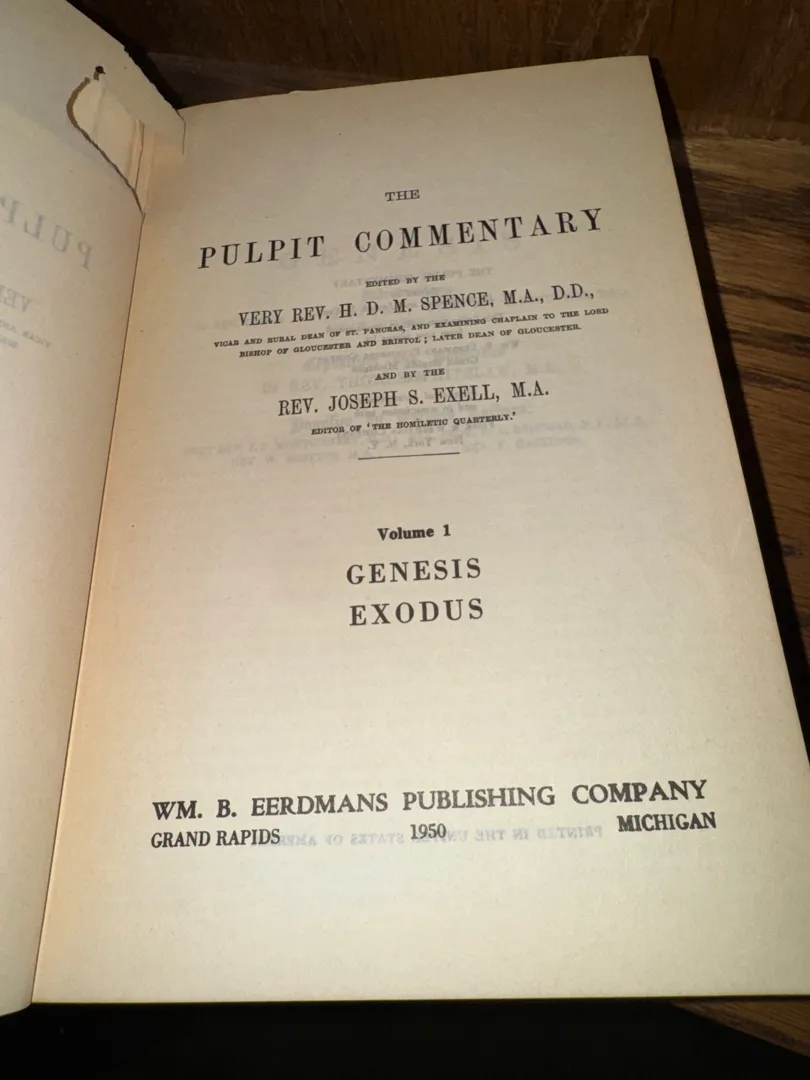 THE
PULPIT COMMENTARY
EDITED BY THE
VERY REV. H. D. M. SPENCE, M.A., D.D.,
VICAR AND RURAL DEAN OF ST. PANCRAS, AND EXAMINING CHAPLAIN TO THE LORD
BISHOP OF GLOUCESTER AND BRISTOL; LATER DEAN OF GLOUCESTER.
AND BY THE
REV. JOSEPH S. EXELL, M.A.
EDITOR OF 'THE HOMILETIC QUARTERLY.'
Volume 1
GENESIS
EXODUS
WM. B. EERDMANS PUBLISHING COMPANY
GRAND RAPIDS 1950 MICHIGAN